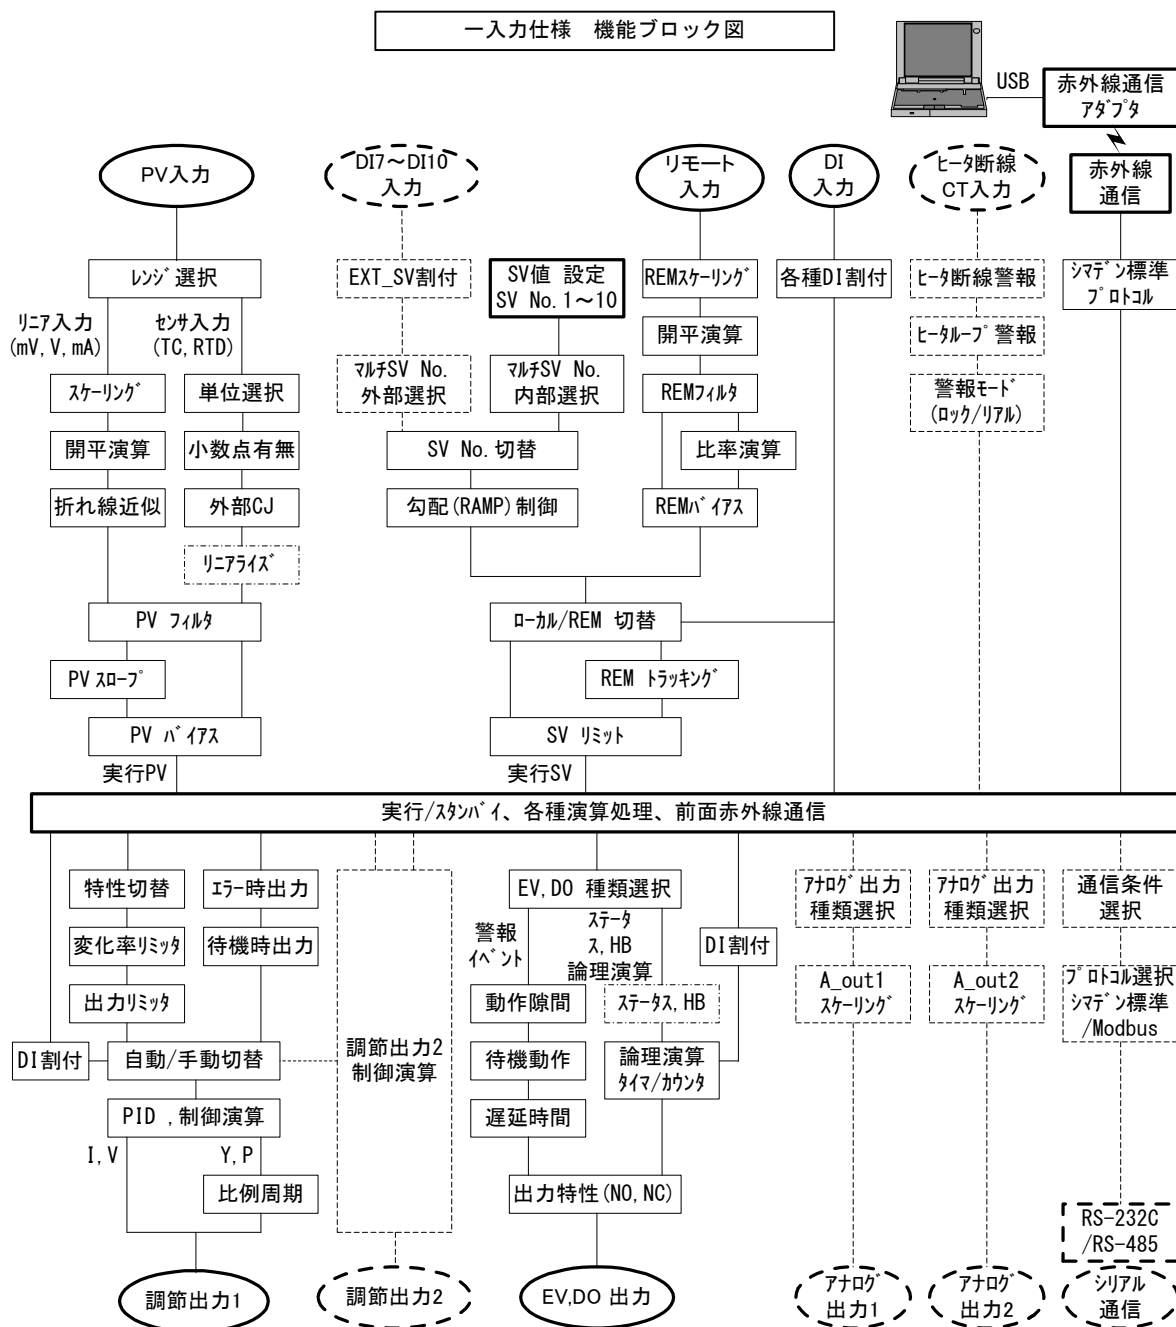 一入力仕様　機能ブロック図
USB
赤外線通信
アダプタ
PV入力
DI7～DI10
入力
リモート
入力
DI
入力
ヒータ断線
CT入力
赤外線
通信
レンジ選択
EXT_SV割付
SV値 設定
SV No. 1～10
REMスケーリング
各種DI割付
ヒータ断線警報
シマデン標準
プロトコル
リニア入力
(mV, V, mA)
センサ入力
(TC, RTD)
開平演算
ヒータループ警報
スケーリング
単位選択
マルチSV No.
外部選択
マルチSV No.
内部選択
REMフィルタ
警報モード
(ロック/リアル)
開平演算
小数点有無
SV No. 切替
比率演算
折れ線近似
外部CJ
勾配(RAMP)制御
REMバイアス
リニアライズ
PV フィルタ
ローカル/REM 切替
PV スロープ
REM トラッキング
PV バイアス
SV リミット
実行PV
実行SV
実行/スタンバイ、各種演算処理、前面赤外線通信
特性切替
エラー時出力
EV, DO 種類選択
アナログ出力
種類選択
アナログ出力
種類選択
通信条件
選択
変化率リミッタ
待機時出力
警報
イベント
ステータ
ス, HB
論理演算
DI割付
出力リミッタ
動作隙間
ステータス, HB
A_out1
スケーリング
A_out2
スケーリング
プロトコル選択
シマデン標準
/Modbus
DI割付
自動/手動切替
調節出力2
制御演算
待機動作
論理演算
タイマ/カウンタ
PID , 制御演算
遅延時間
I, V
Y, P
比例周期
出力特性(NO, NC)
RS-232C
/RS-485
調節出力1
調節出力2
EV,DO 出力
アナログ
出力1
アナログ
出力2
シリアル
通信